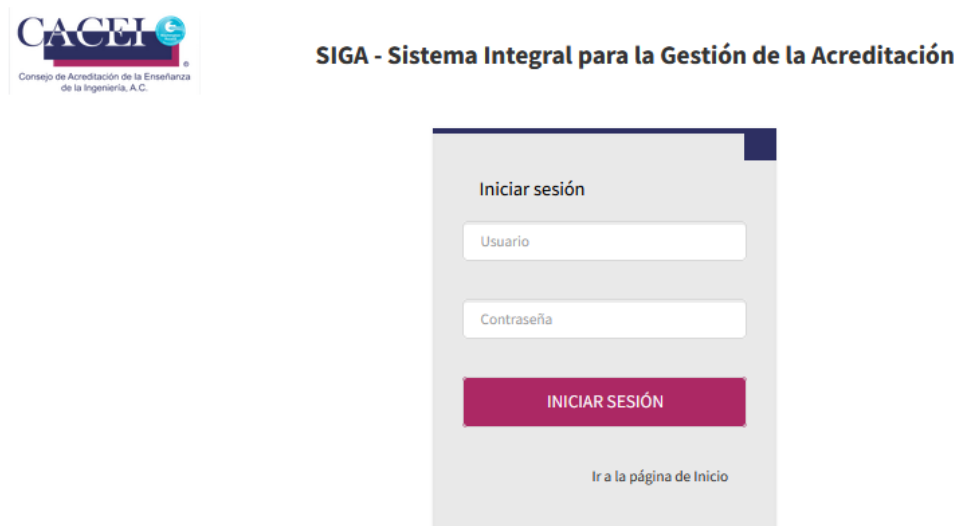 CACEI
Consejo de Acreditación de la Enseñanza
de la Ingeniería, A.C.
®
SIGA - Sistema Integral para la Gestión de la Acreditación
Iniciar sesión
Usuario
Contraseña
INICIAR SESIÓN
Ir a la página de Inicio